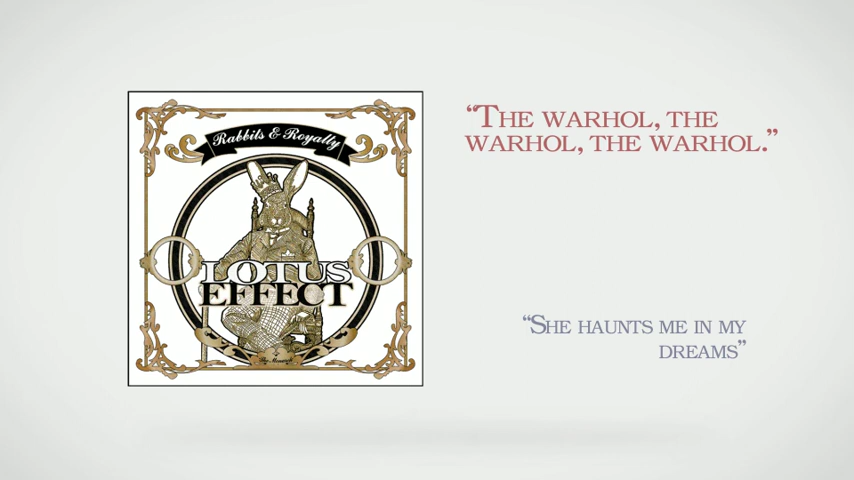 Rabbits & Royalty
LOTUS
EFFECT
“THE WARHOL, THE
WARHOL, THE WARHOL.”
“SHE HAUNTS ME IN MY
DREAMS”